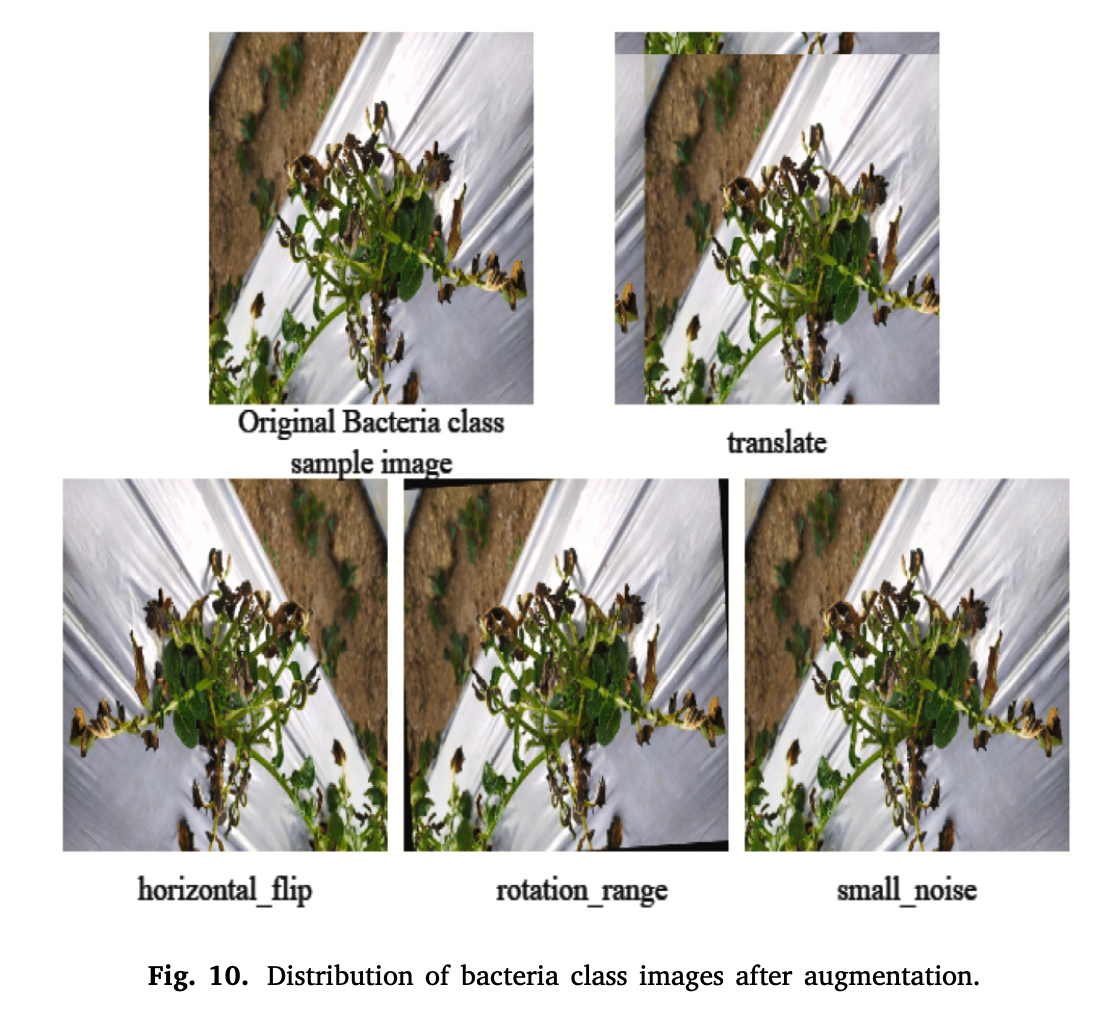 Original Bacteria class
sample image
translate
horizontal_flip
rotation_range
small_noise
Fig. 10. Distribution of bacteria class images after augmentation.